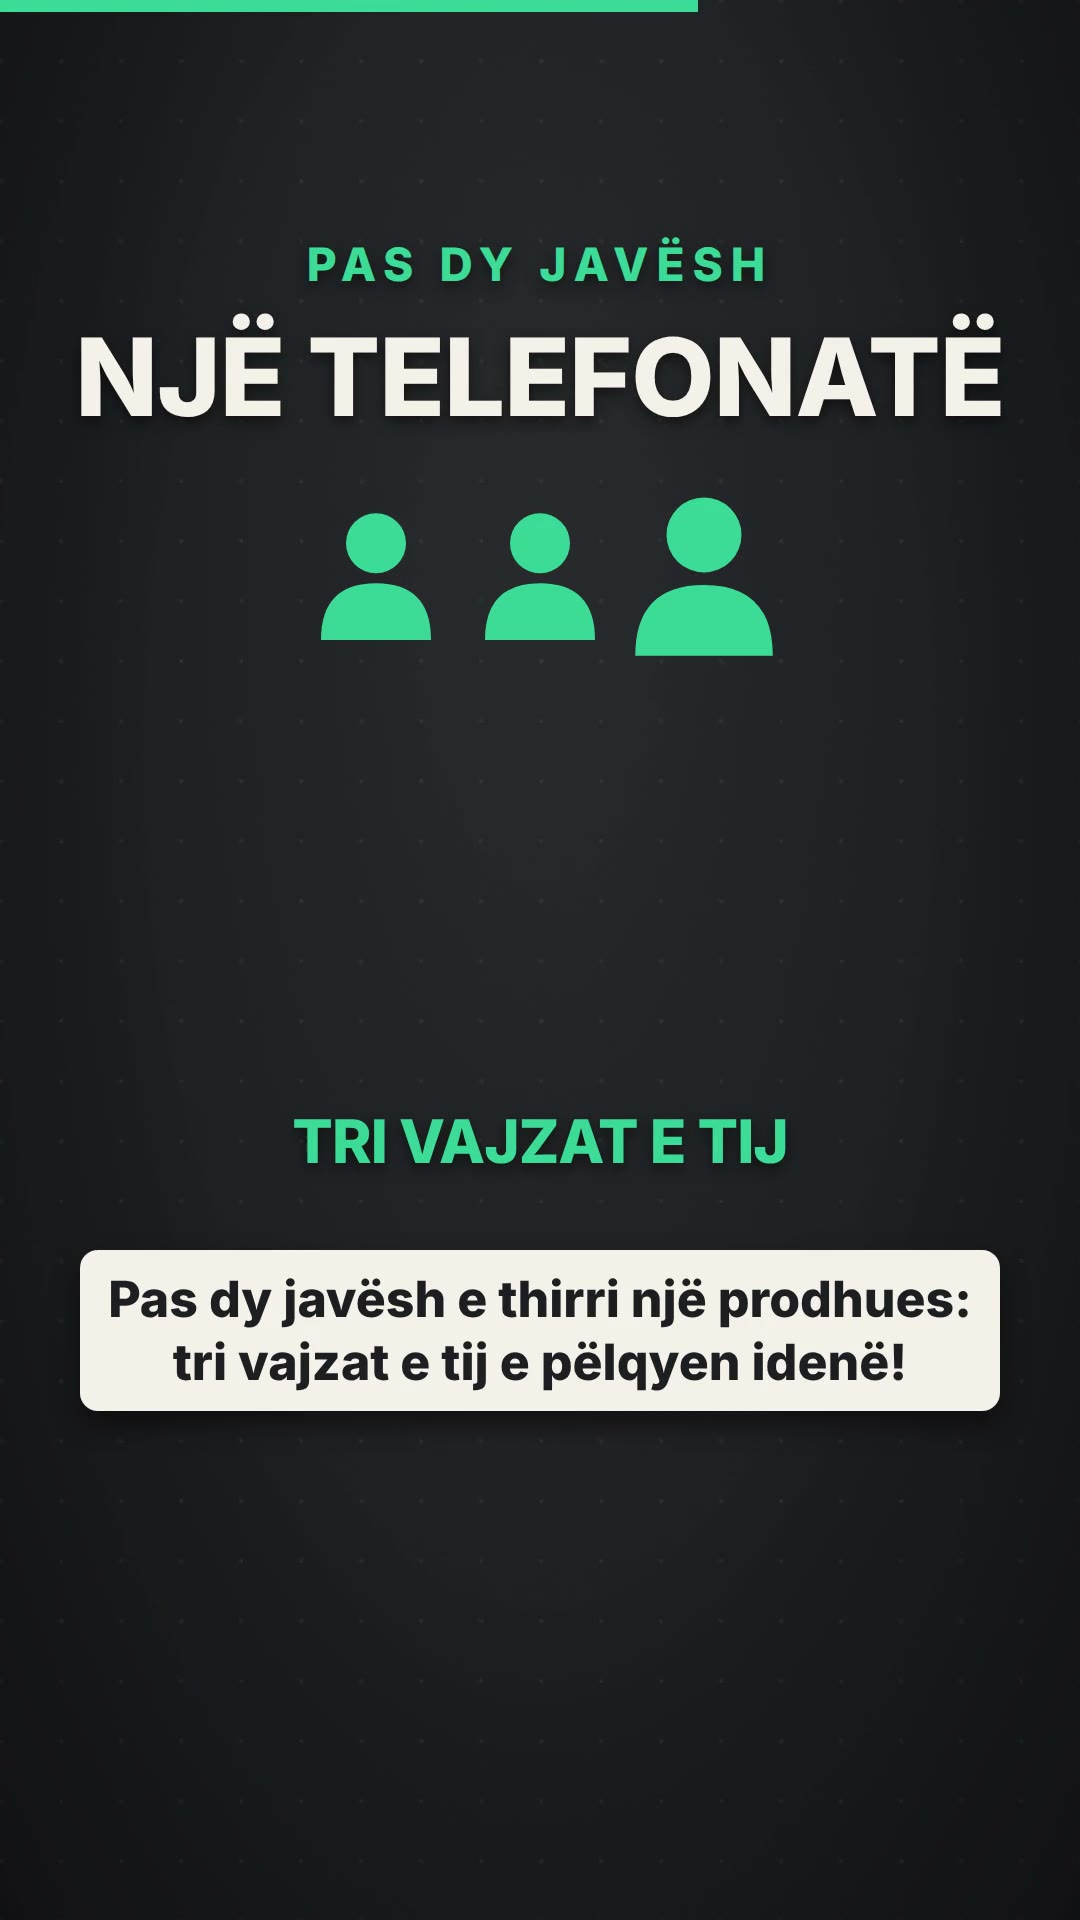 PAS DY JAVËSH
NJË TELEFONATË
TRI VAJZAT E TIJ
Pas dy javësh e thirri një prodhues:
tri vajzat e tij e pëlqyen idenë!